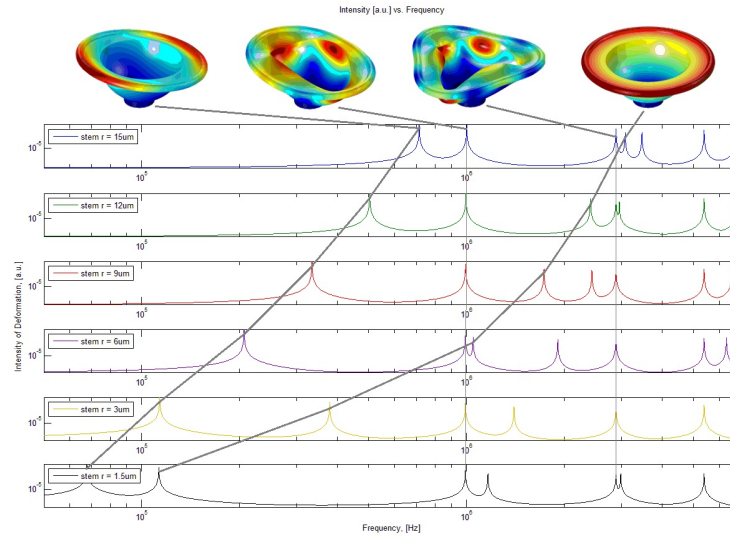 Intensity [a.u.] vs. Frequency
stem r = 15um
10^-5
10^5
10^6
stem r = 12um
10^-5
10^5
10^6
stem r = 9um
10^-5
10^5
10^6
Intensity of Deformation, [a.u.]
stem r = 6um
10^-5
10^5
10^6
stem r = 3um
10^-5
10^5
10^6
stem r = 1.5um
10^-5
10^5
10^6
Frequency, [Hz]